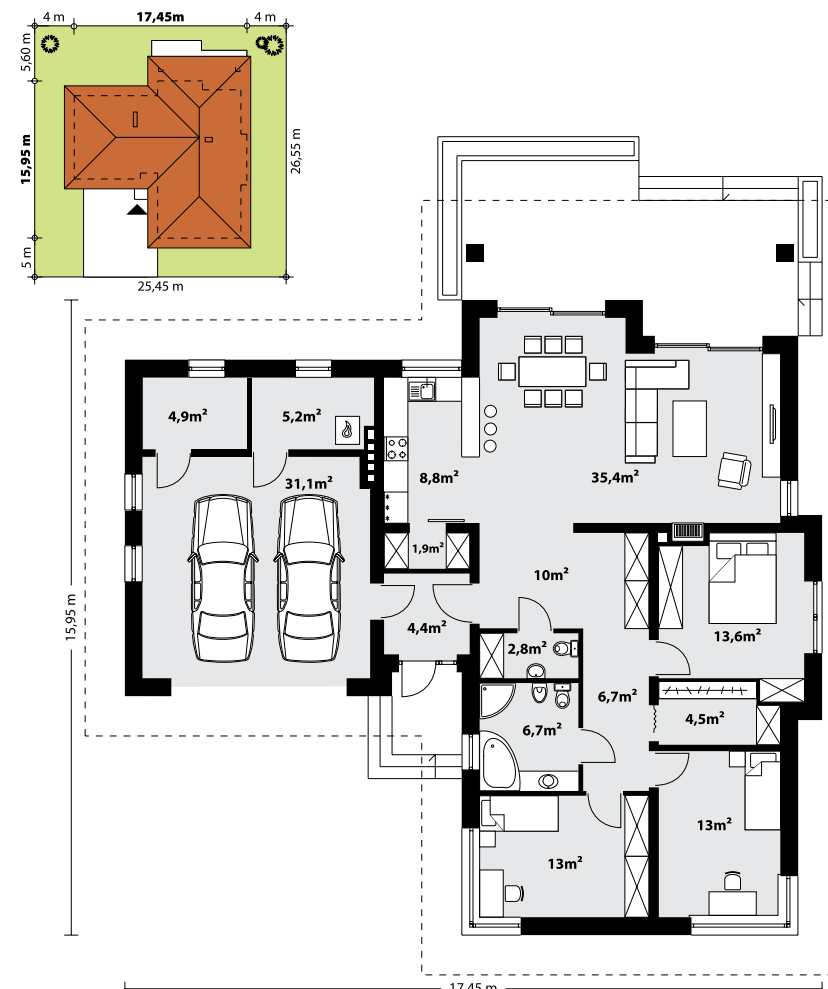 4 m 17,45m 4 m
5,60 m
15,95 m
5 m
26,55 m
25,45 m
4,9m²
5,2m²
31,1m²
8,8m²
35,4m²
1,9m²
10m²
4,4m²
2,8m²
13,6m²
6,7m²
4,5m²
6,7m²
13m²
13m²
15,95 m
17,45 m